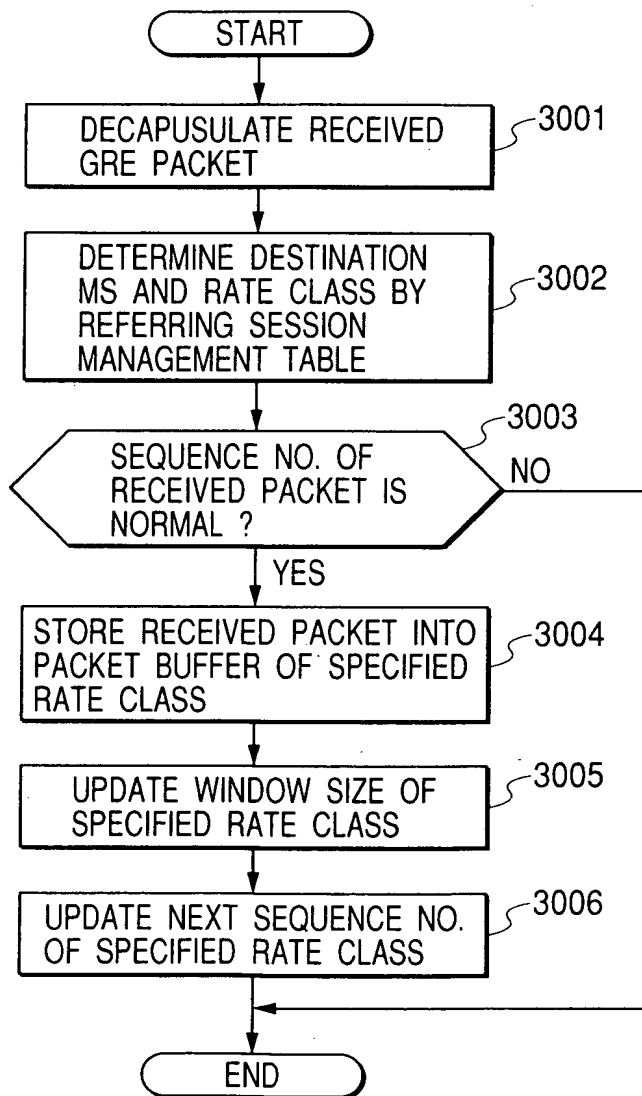 START
DECAPUSULATE RECEIVED
GRE PACKET
3001
DETERMINE DESTINATION
MS AND RATE CLASS BY
REFERRING SESSION
MANAGEMENT TABLE
3002
3003
SEQUENCE NO. OF
RECEIVED PACKET IS
NORMAL ?
NO
YES
STORE RECEIVED PACKET INTO
PACKET BUFFER OF SPECIFIED
RATE CLASS
3004
UPDATE WINDOW SIZE OF
SPECIFIED RATE CLASS
3005
UPDATE NEXT SEQUENCE NO.
OF SPECIFIED RATE CLASS
3006
END